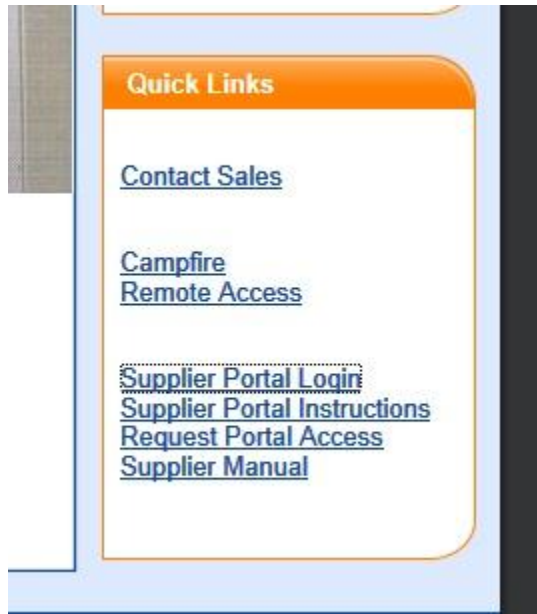 Quick Links
Contact Sales
Campfire
Remote Access
Supplier Portal Login
Supplier Portal Instructions
Request Portal Access
Supplier Manual